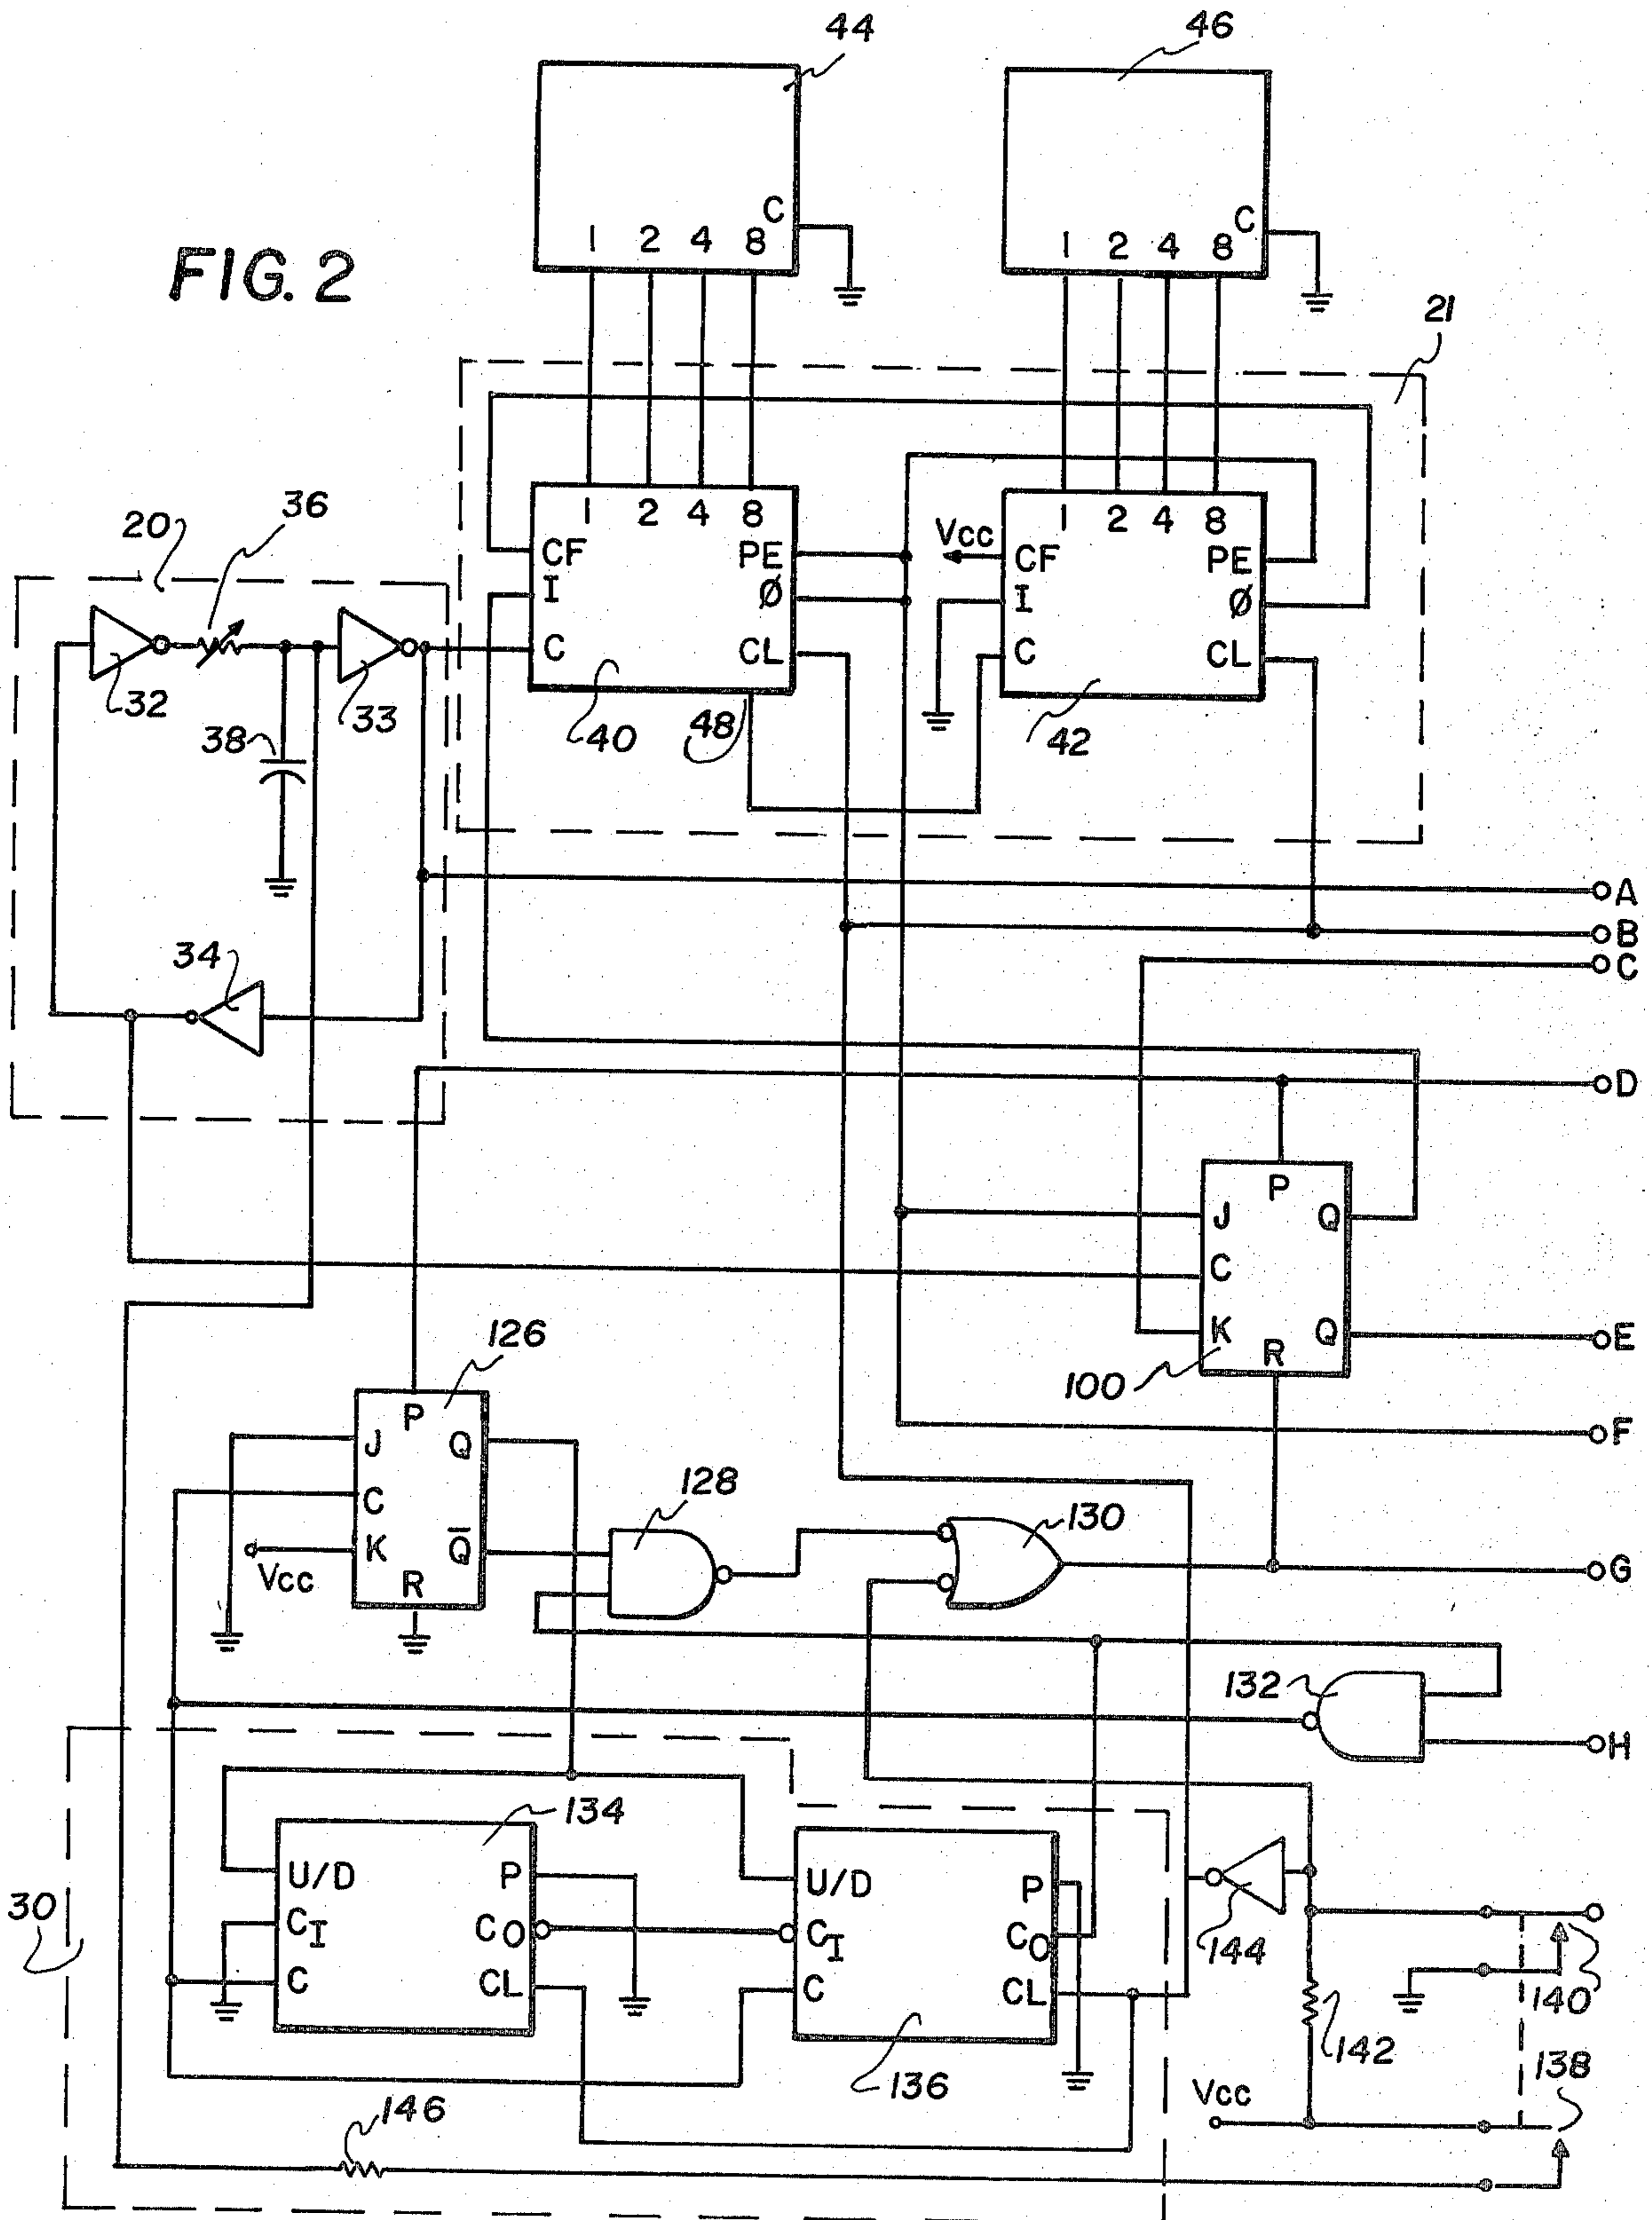 44
46
C
1 2 4 8
C
1 2 4 8
FIG. 2
21
1 2 4 8
CF PE
I Ø
C CL
1 2 4 8
Vcc
CF PE
I Ø
C CL
20
36
32
33
38
40
48
42
34
A
B
C
D
P
J Q
C
K Q
R
100
E
F
126
P
J Q
C
K Q̅
R
Vcc
128
130
G
132
H
134
U/D P
CI CO
C CL
U/D P
CI CO
C CL
136
30
144
140
142
138
Vcc
146